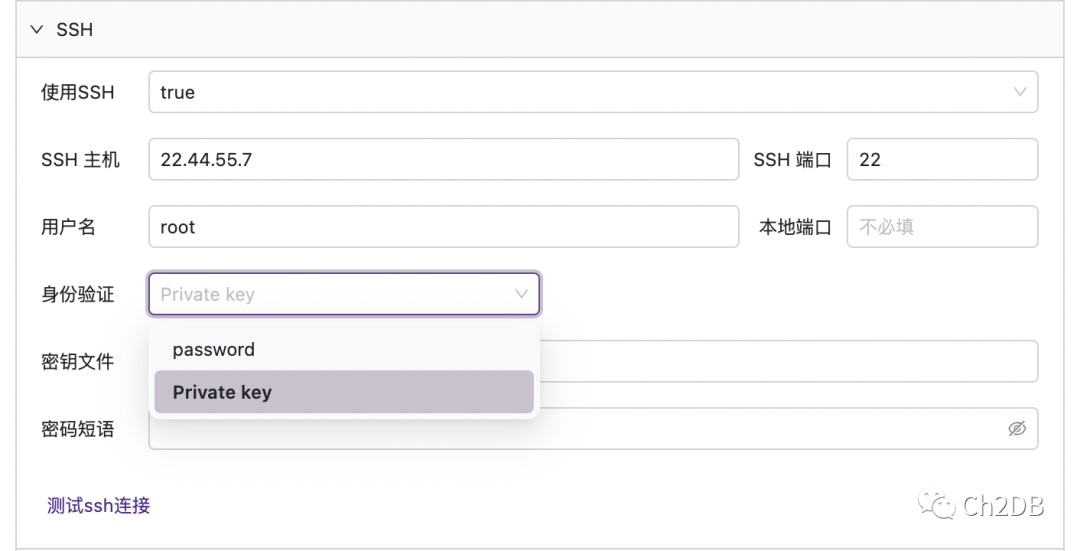 SSH
使用SSH true
SSH 主机 22.44.55.7 SSH 端口 22
用户名 root 本地端口 不必填
身份验证 Private key
password
密钥文件
Private key
密码短语
测试ssh连接
Ch2DB